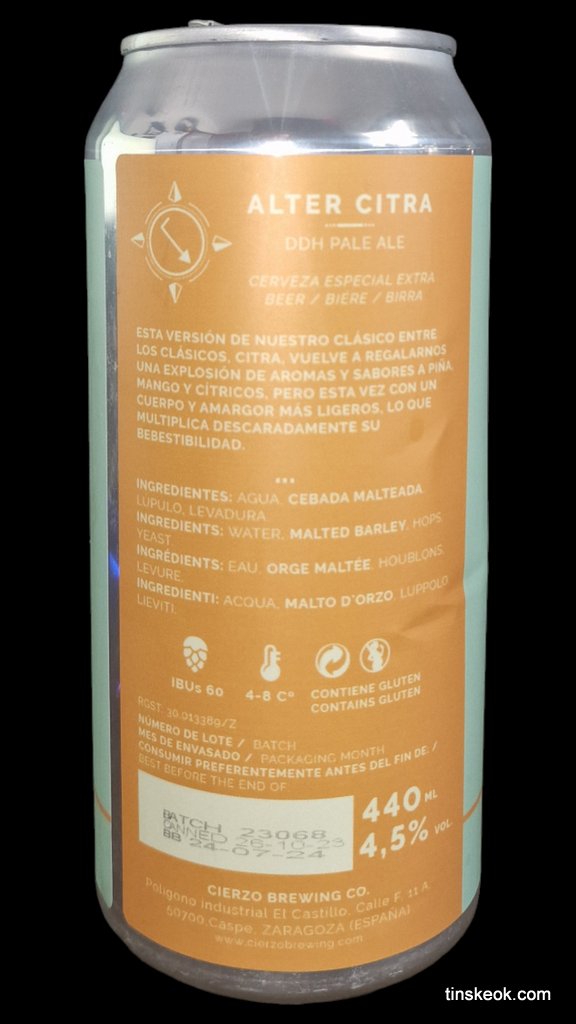 ALTER CITRA
DDH PALE ALE
CERVEZA ESPECIAL EXTRA
BEER / BIÈRE / BIRRA
ESTA VERSIÓN DE NUESTRO CLÁSICO ENTRE
LOS CLÁSICOS, CITRA, VUELVE A REGALARNOS
UNA EXPLOSIÓN DE AROMAS Y SABORES A PIÑA,
MANGO Y CÍTRICOS, PERO ESTA VEZ CON UN
CUERPO Y AMARGOR MÁS LIGEROS, LO QUE
MULTIPLICA DESCARADAMENTE SU
BEBESTIBILIDAD.
INGREDIENTES: AGUA, CEBADA MALTEADA,
LUPULO, LEVADURA.
INGREDIENTS: WATER, MALTED BARLEY, HOPS,
YEAST.
INGRÉDIENTS: EAU, ORGE MALTÉE, HOUBLONS,
LEVURE.
INGREDIENTI: ACQUA, MALTO D'ORZO, LUPPOLO
LIEVITI.
IBUs 60
4-8 Cº
CONTIENE GLUTEN
CONTAINS GLUTEN
RGST: 30.013389/Z
NÚMERO DE LOTE / BATCH
MES DE ENVASADO / PACKAGING MONTH
CONSUMIR PREFERENTEMENTE ANTES DEL FIN DE: /
BEST BEFORE THE END OF
BATCH 23068
CANNED 26-10-23
BB 24-07-24
440 ML
4,5% VOL.
CIERZO BREWING CO.
Polígono industrial El Castillo, Calle F, 11 A.
50700 Caspe, ZARAGOZA (ESPAÑA)
www.cierzobrewing.com
tinskeok.com